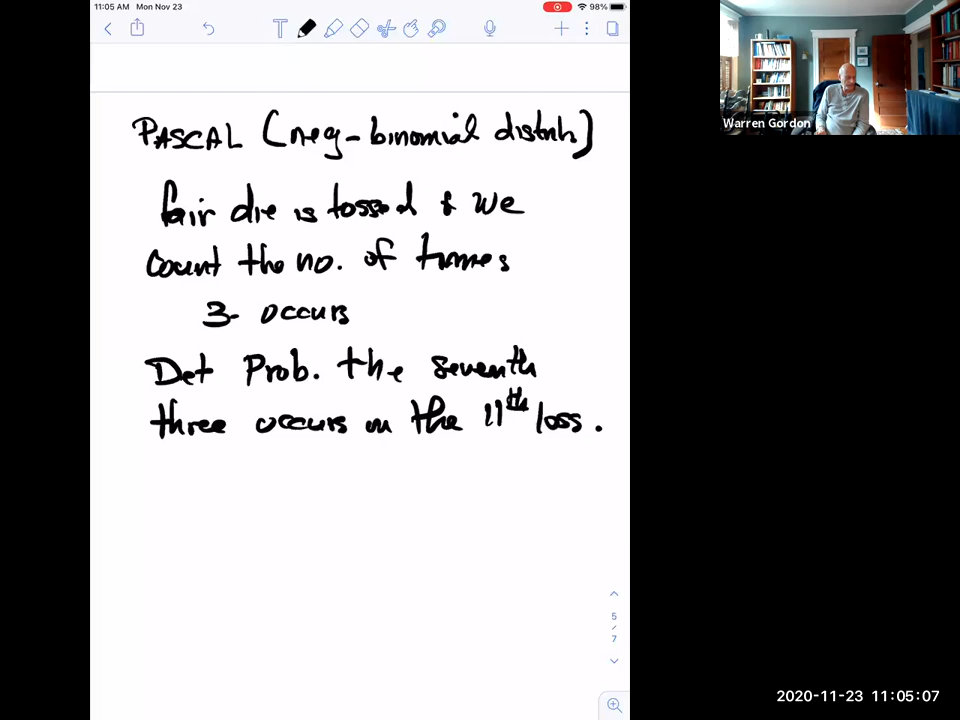 11:05 AM Mon Nov 23
98%
PASCAL (neg-binomial distrib)
fair die is tossed & we
count the no. of times
3 occurs
Det Prob. the seventh
three occurs on the 11th toss.
5
/
7
Warren Gordon
2020-11-23 11:05:07